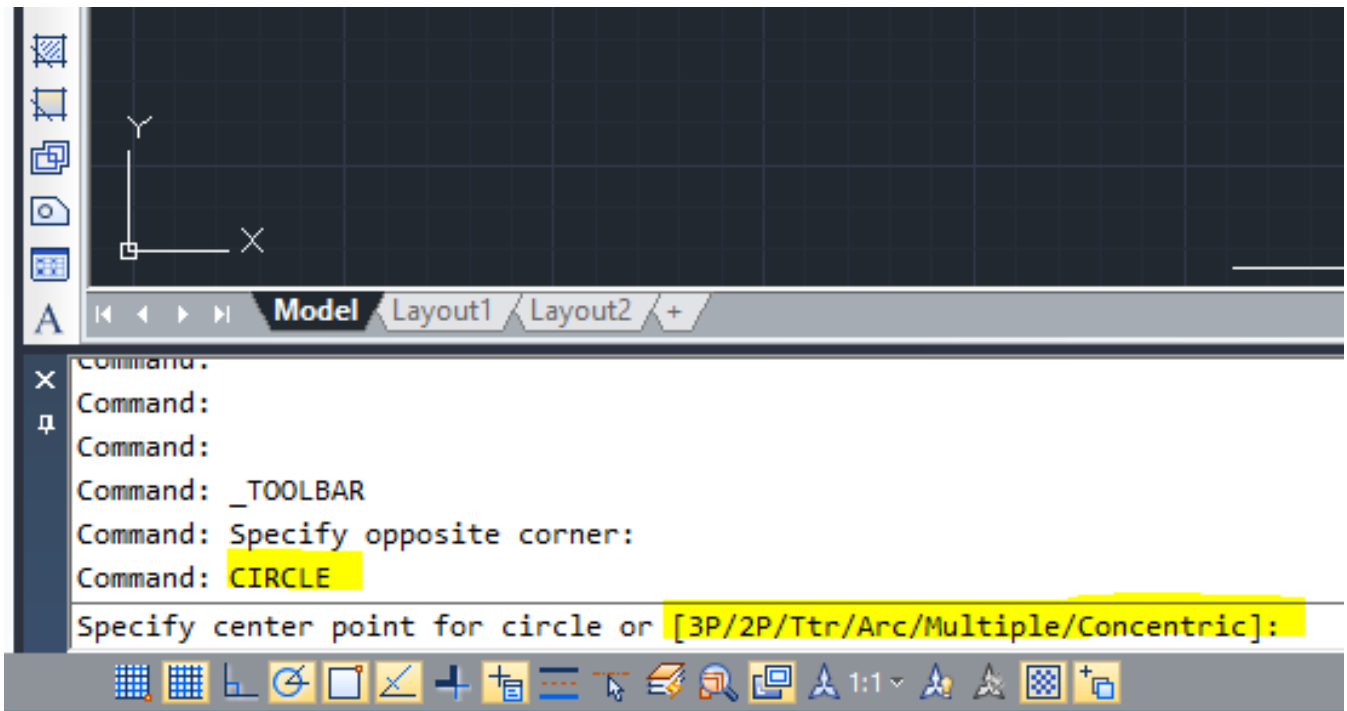 Y
X
A
Model Layout1 Layout2 +
Command:
Command:
Command:
Command: _TOOLBAR
Command: Specify opposite corner:
Command: CIRCLE
Specify center point for circle or [3P/2P/Ttr/Arc/Multiple/Concentric]:
1:1